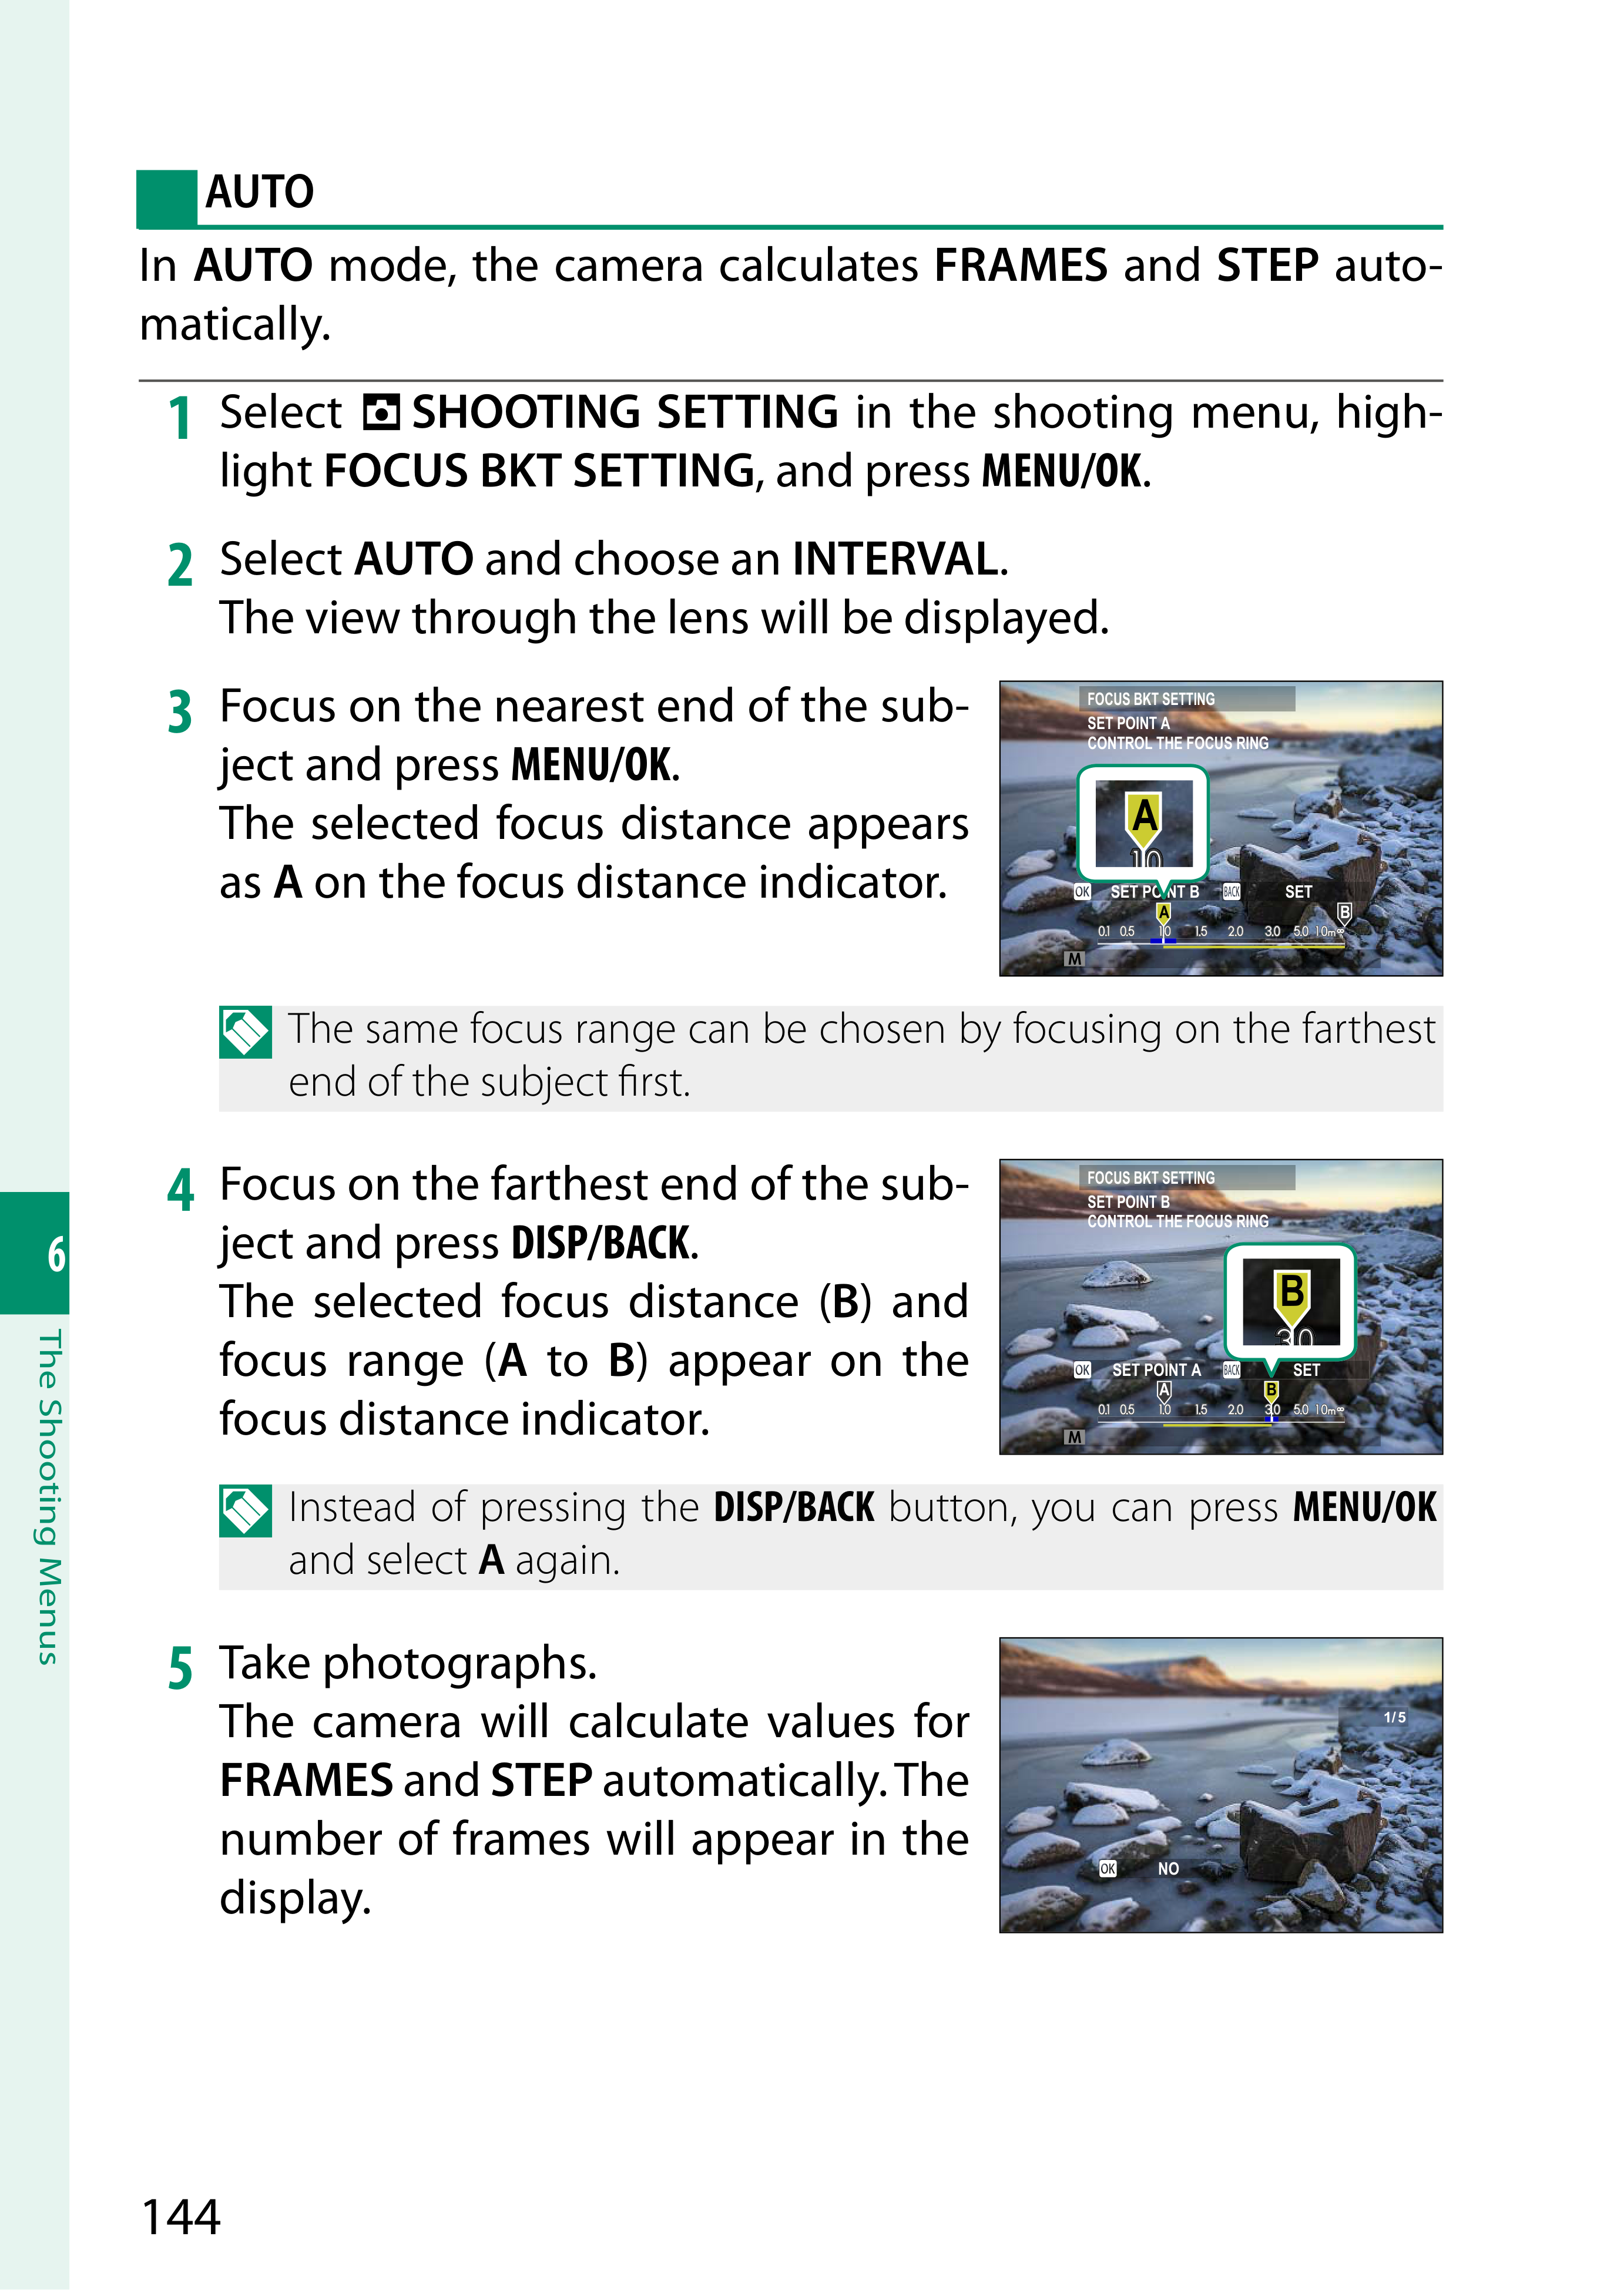 AUTO
In AUTO mode, the camera calculates FRAMES and STEP auto-
matically.
1 Select SHOOTING SETTING in the shooting menu, high-
light FOCUS BKT SETTING, and press MENU/OK.
2 Select AUTO and choose an INTERVAL.
The view through the lens will be displayed.
3 Focus on the nearest end of the sub-
ject and press MENU/OK.
The selected focus distance appears
as A on the focus distance indicator.
FOCUS BKT SETTING
SET POINT A
CONTROL THE FOCUS RING
A
10
OK SET POINT B BACK SET
A B
0.1 0.5 1.0 1.5 2.0 3.0 5.0 10m∞
M
The same focus range can be chosen by focusing on the farthest
end of the subject first.
4 Focus on the farthest end of the sub-
ject and press DISP/BACK.
The selected focus distance (B) and
focus range (A to B) appear on the
focus distance indicator.
FOCUS BKT SETTING
SET POINT B
CONTROL THE FOCUS RING
B
30
OK SET POINT A BACK SET
A B
0.1 0.5 1.0 1.5 2.0 3.0 5.0 10m∞
M
Instead of pressing the DISP/BACK button, you can press MENU/OK
and select A again.
5 Take photographs.
The camera will calculate values for
FRAMES and STEP automatically. The
number of frames will appear in the
display.
1/5
OK NO
6
The Shooting Menus
144